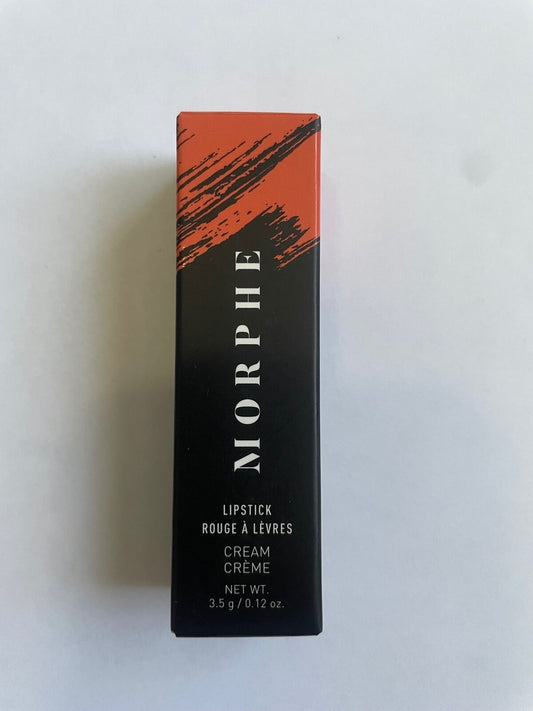 MORPHE
LIPSTICK
ROUGE À LÈVRES
CREAM
CRÈME
NET WT.
3.5 g / 0.12 oz.